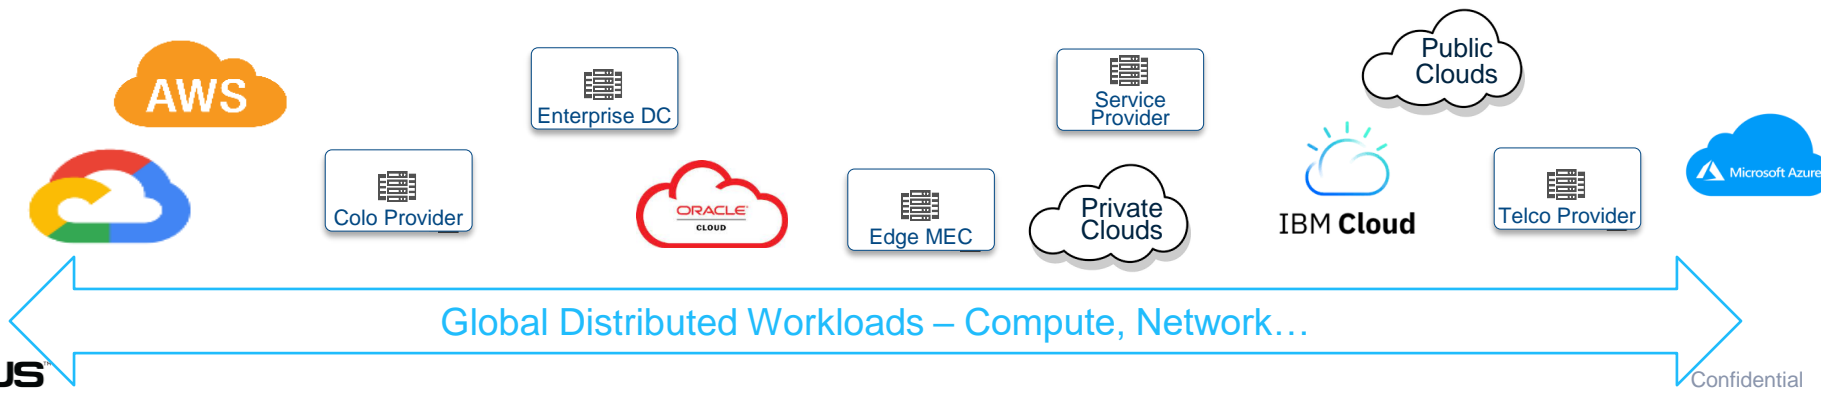 Public
Clouds
AWS
Enterprise DC
Service
Provider
Colo Provider
ORACLE
CLOUD
Edge MEC
Private
Clouds
IBM Cloud
Telco Provider
Microsoft Azure
Global Distributed Workloads – Compute, Network…
US™
Confidential